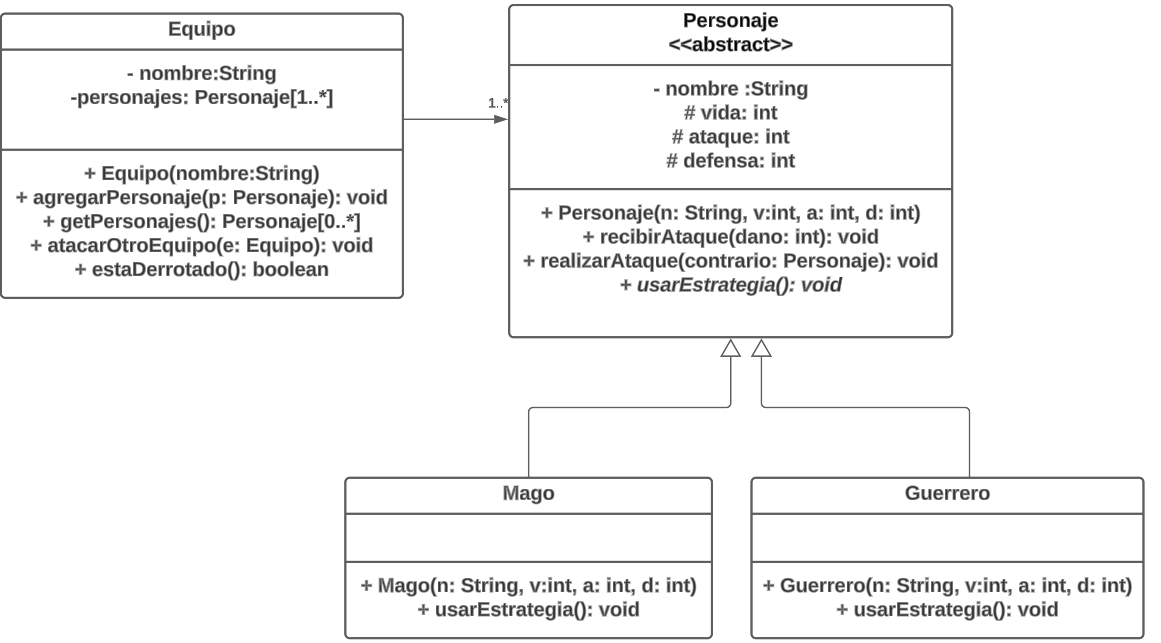 Equipo
- nombre:String
-personajes: Personaje[1..*]
+ Equipo(nombre:String)
+ agregarPersonaje(p: Personaje): void
+ getPersonajes(): Personaje[0..*]
+ atacarOtroEquipo(e: Equipo): void
+ estaDerrotado(): boolean
1..*
Personaje
<<abstract>>
- nombre :String
# vida: int
# ataque: int
# defensa: int
+ Personaje(n: String, v:int, a: int, d: int)
+ recibirAtaque(dano: int): void
+ realizarAtaque(contrario: Personaje): void
+ usarEstrategia(): void
Mago
+ Mago(n: String, v:int, a: int, d: int)
+ usarEstrategia(): void
Guerrero
+ Guerrero(n: String, v:int, a: int, d: int)
+ usarEstrategia(): void